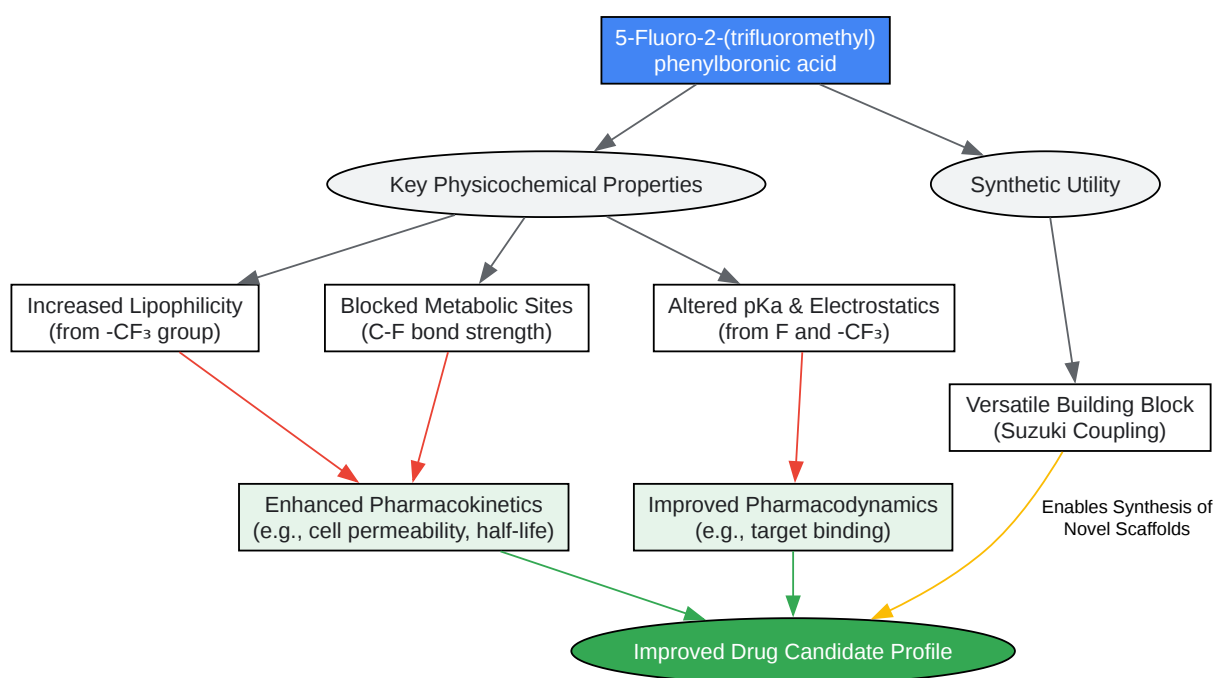 5-Fluoro-2-(trifluoromethyl)
phenylboronic acid
Key Physicochemical Properties
Synthetic Utility
Increased Lipophilicity
(from -CF₃ group)
Blocked Metabolic Sites
(C-F bond strength)
Altered pKa & Electrostatics
(from F and -CF₃)
Versatile Building Block
(Suzuki Coupling)
Enhanced Pharmacokinetics
(e.g., cell permeability, half-life)
Improved Pharmacodynamics
(e.g., target binding)
Enables Synthesis of
Novel Scaffolds
Improved Drug Candidate Profile